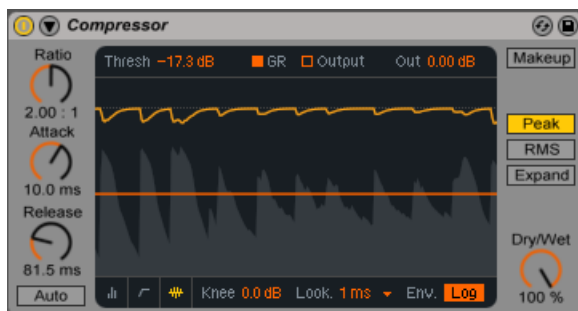 Compressor
Ratio
2.00 : 1
Attack
10.0 ms
Release
81.5 ms
Auto
Thresh -17.3 dB GR Output Out 0.00 dB
Knee 0.0 dB Look. 1 ms Env. Log
Makeup
Peak
RMS
Expand
Dry/Wet
100 %